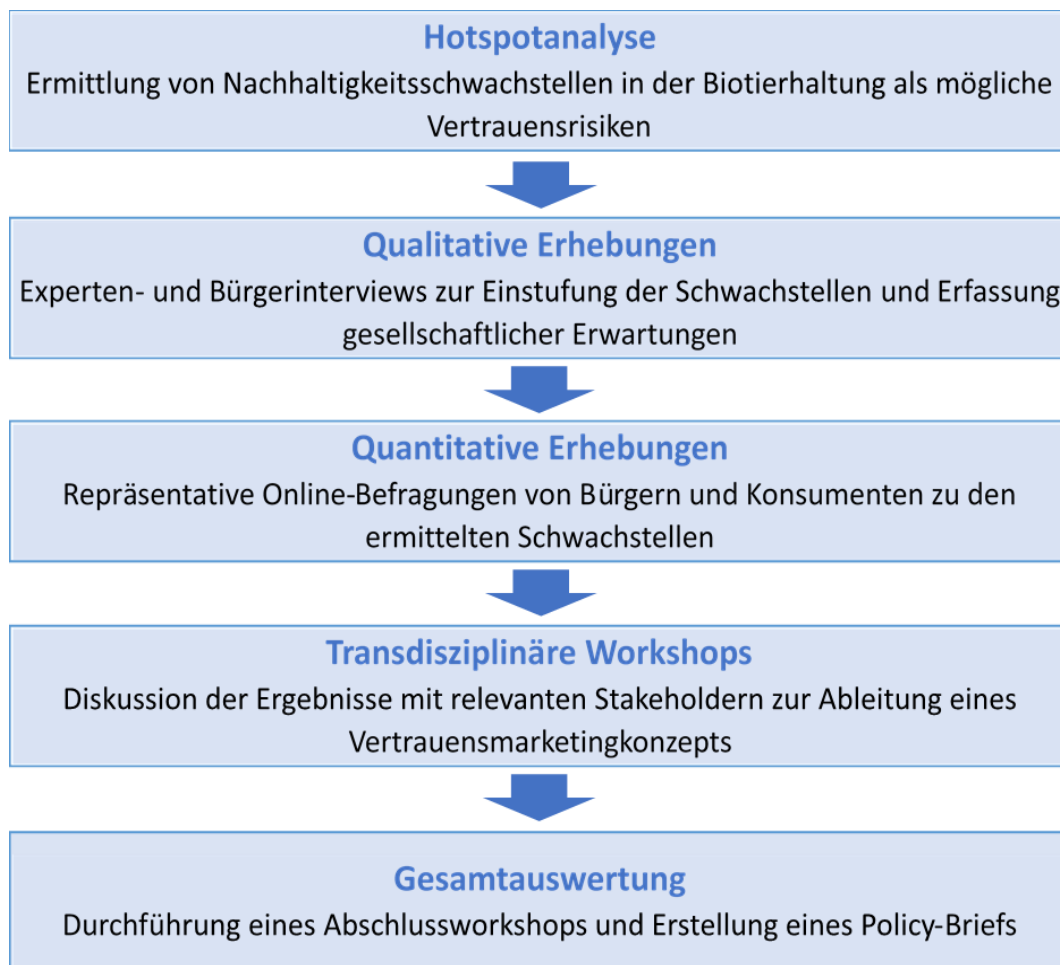 Hotspotanalyse
Ermittlung von Nachhaltigkeitsschwachstellen in der Biotierhaltung als mögliche
Vertrauensrisiken
Qualitative Erhebungen
Experten- und Bürgerinterviews zur Einstufung der Schwachstellen und Erfassung
gesellschaftlicher Erwartungen
Quantitative Erhebungen
Repräsentative Online-Befragungen von Bürgern und Konsumenten zu den
ermittelten Schwachstellen
Transdisziplinäre Workshops
Diskussion der Ergebnisse mit relevanten Stakeholdern zur Ableitung eines
Vertrauensmarketingkonzepts
Gesamtauswertung
Durchführung eines Abschlussworkshops und Erstellung eines Policy-Briefs